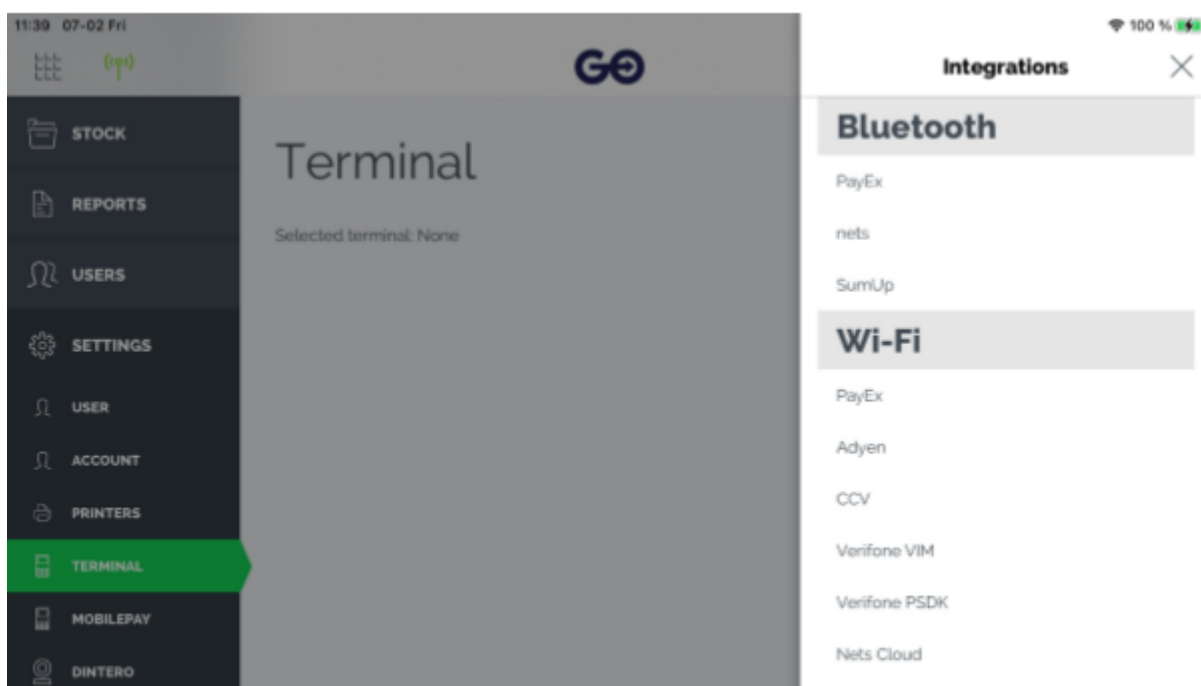 11:39 07-02 Fri
100 %
GO
Integrations
STOCK
REPORTS
USERS
SETTINGS
USER
ACCOUNT
PRINTERS
TERMINAL
MOBILEPAY
DINTERO
Terminal
Selected terminal: None
Bluetooth
PayEx
nets
SumUp
Wi-Fi
PayEx
Adyen
CCV
Verifone VIM
Verifone PSDK
Nets Cloud